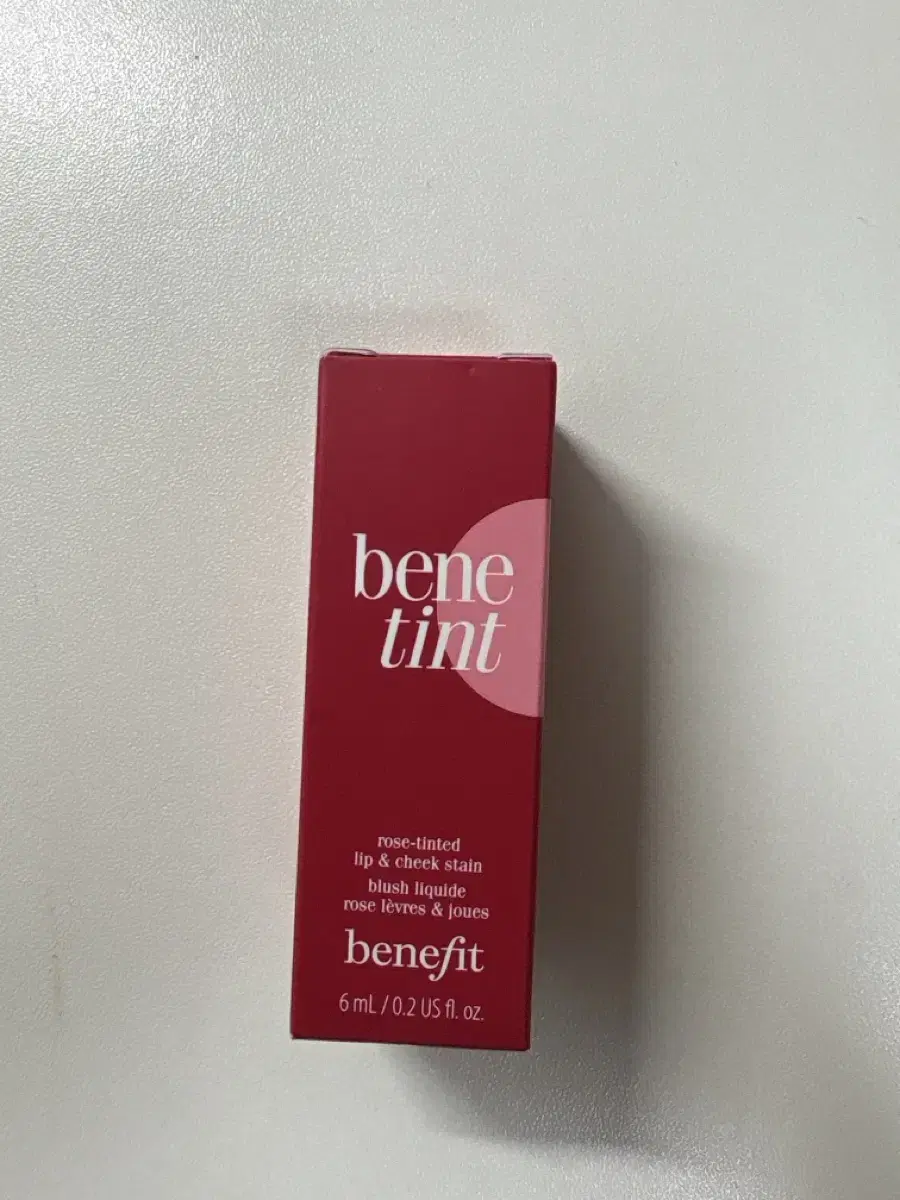 bene
tint
rose-tinted
lip & cheek stain
blush liquide
rose lèvres & joues
benefit
6 mL / 0.2 US fl. oz.